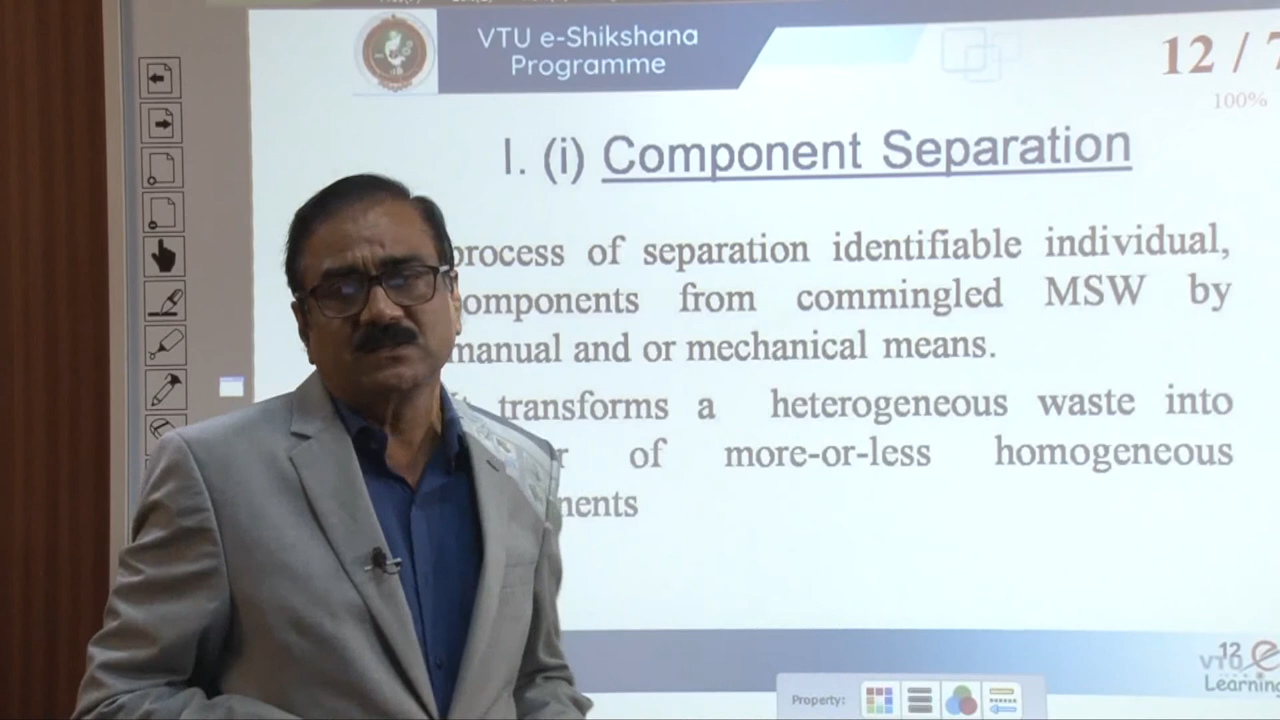 VTU e-Shikshana
Programme
12 / 7
100%
I. (i) Component Separation
process of separation identifiable individual,
components from commingled MSW by
manual and or mechanical means.
transforms a heterogeneous waste into
of more-or-less homogeneous
nents
12
VTU e
Learning
Property: